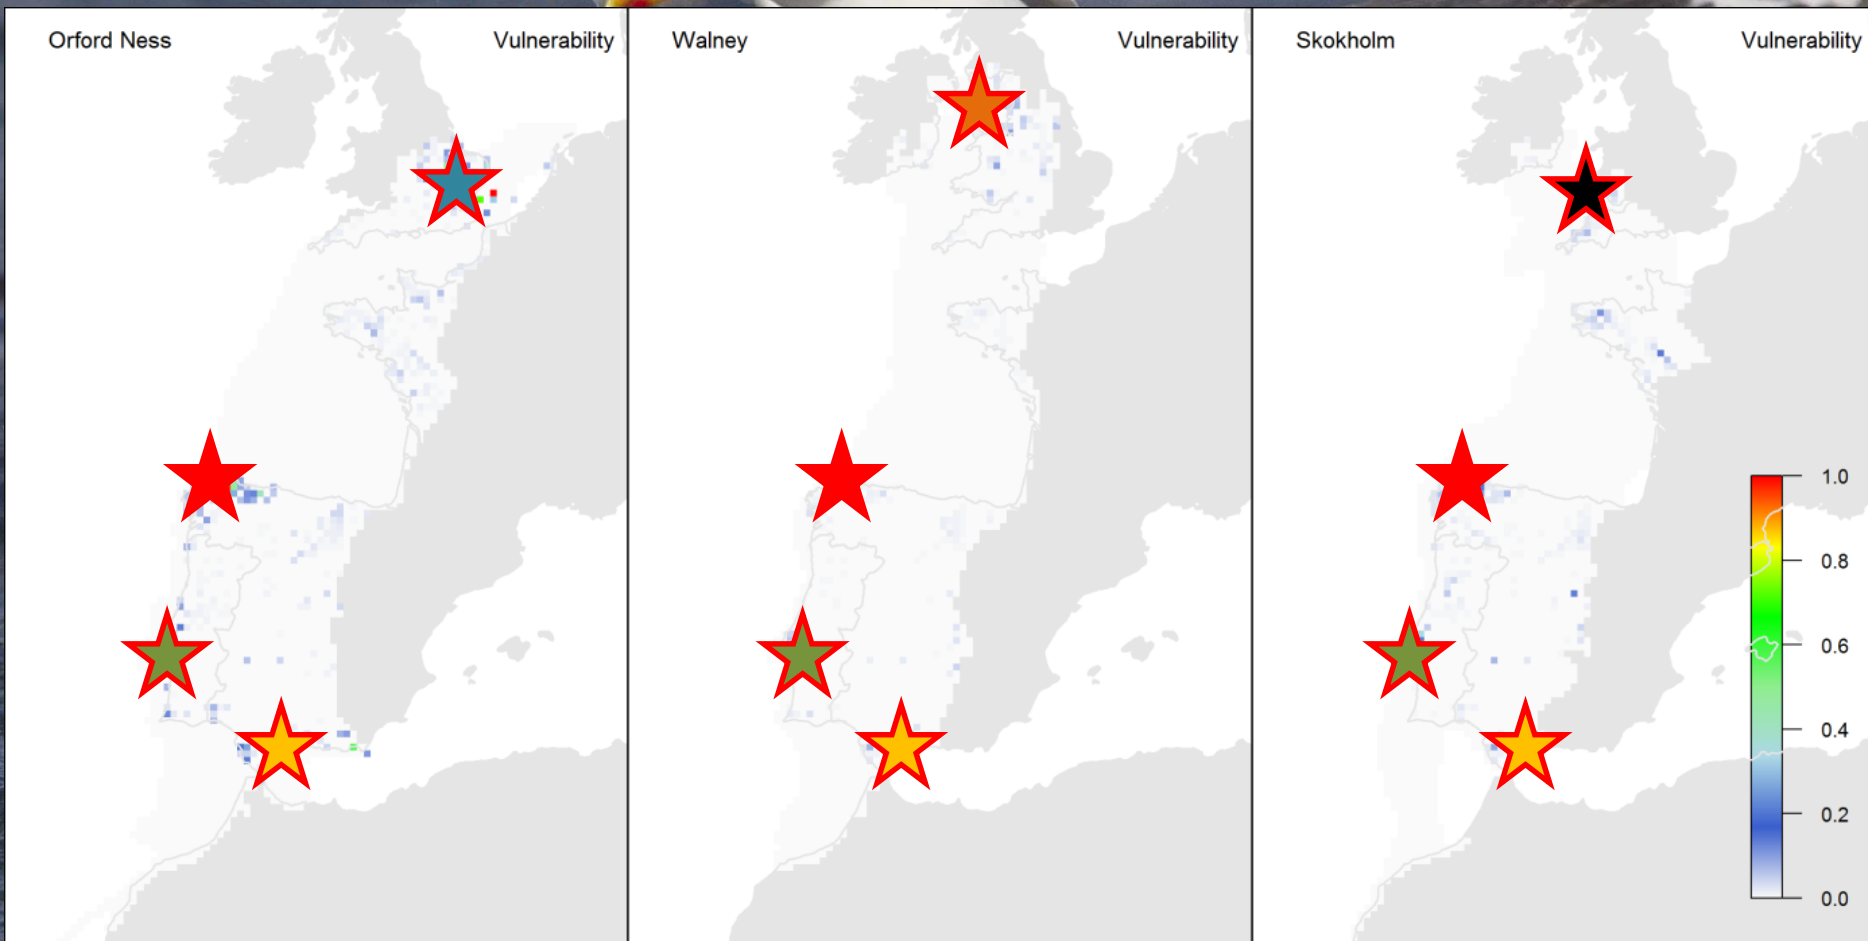 Orford Ness
Vulnerability
Walney
Vulnerability
Skokholm
Vulnerability
1.0
0.8
0.6
0.4
0.2
0.0